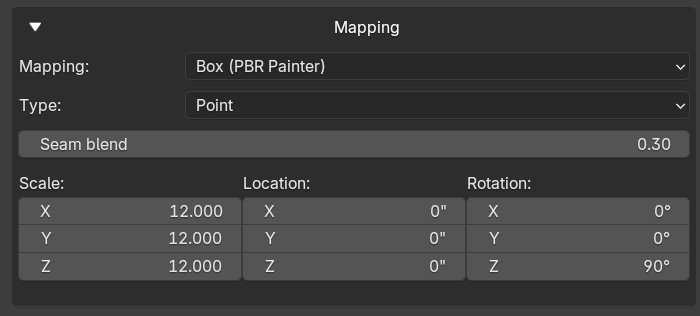 Mapping
Mapping: Box (PBR Painter)
Type: Point
Seam blend 0.30
Scale: Location: Rotation:
X 12.000 X 0" X 0°
Y 12.000 Y 0" Y 0°
Z 12.000 Z 0" Z 90°